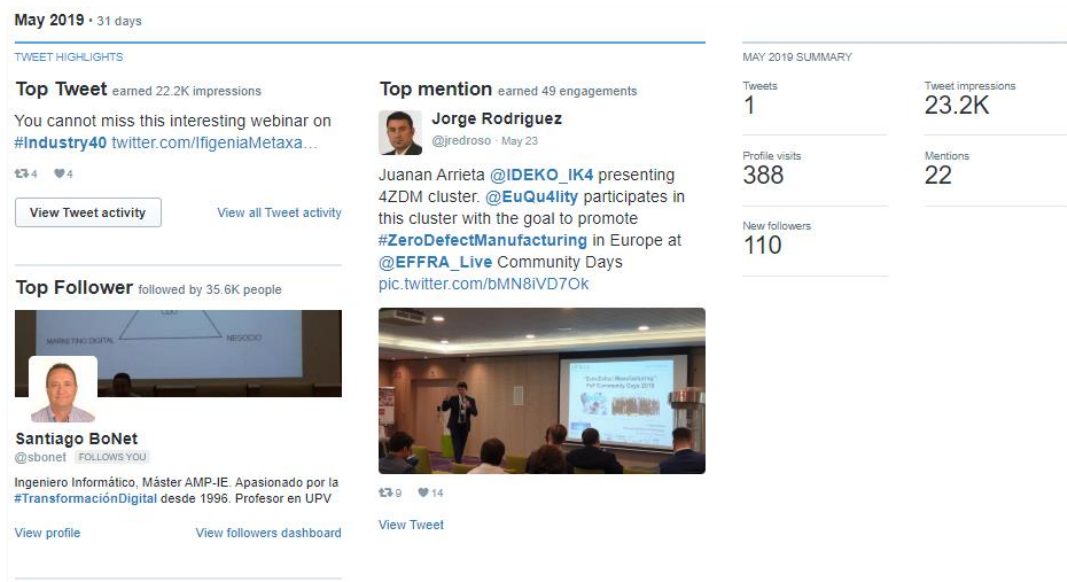 May 2019 • 31 days
TWEET HIGHLIGHTS
Top Tweet earned 22.2K impressions
You cannot miss this interesting webinar on
#Industry40 twitter.com/IfigeniaMetaxa…
4 4
View Tweet activity
View all Tweet activity
Top Follower followed by 35.6K people
MARKETING DIGITAL
NEGOCIO
Santiago BoNet
@sbonet FOLLOWS YOU
Ingeniero Informático, Máster AMP-IE. Apasionado por la
#TransformaciónDigital desde 1996. Profesor en UPV
View profile
View followers dashboard
Top mention earned 49 engagements
Jorge Rodriguez
@jredroso · May 23
Juanan Arrieta @IDEKO_IK4 presenting
4ZDM cluster. @EuQu4lity participates in
this cluster with the goal to promote
#ZeroDefectManufacturing in Europe at
@EFFRA_Live Community Days
pic.twitter.com/bMN8iVD7Ok
9 14
View Tweet
MAY 2019 SUMMARY
Tweets
1
Tweet impressions
23.2K
Profile visits
388
Mentions
22
New followers
110